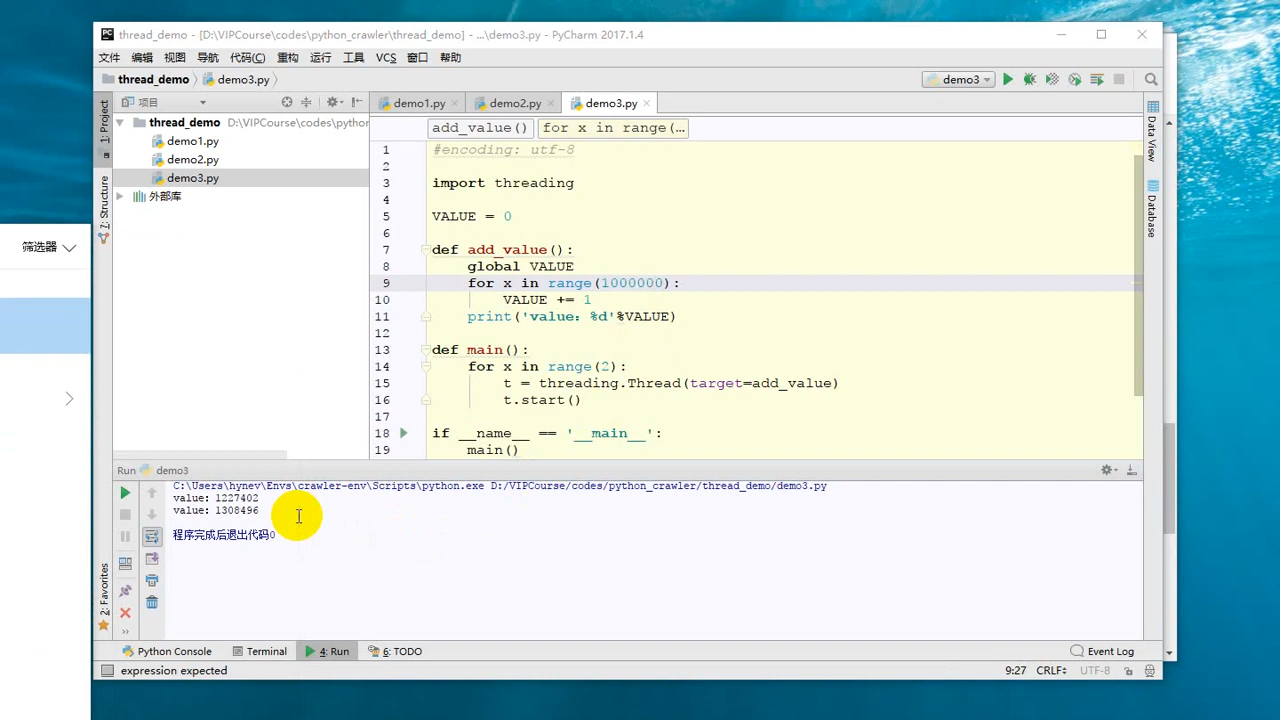 thread_demo - [D:\VIPCourse\codes\python_crawler\thread_demo] - ...\demo3.py - PyCharm 2017.1.4
文件 编辑 视图 导航 代码(C) 重构 运行 工具 VCS 窗口 帮助
thread_demo demo3.py demo3
1: Project
项目
demo1.py demo2.py demo3.py
thread_demo D:\VIPCourse\codes\python
demo1.py
demo2.py
demo3.py
外部库
7: Structure
2: Favorites
筛选器
add_value() for x in range(...
1 #encoding: utf-8
2
3 import threading
4
5 VALUE = 0
6
7 def add_value():
8 global VALUE
9 for x in range(1000000):
10 VALUE += 1
11 print('value: %d'%VALUE)
12
13 def main():
14 for x in range(2):
15 t = threading.Thread(target=add_value)
16 t.start()
17
18 if __name__ == '__main__':
19 main()
Data View
Database
Run demo3
C:\Users\hynev\Envs\crawler-env\Scripts\python.exe D:/VIPCourse/codes/python_crawler/thread_demo/demo3.py
value: 1227402
value: 1308496
程序完成后退出代码0
Python Console Terminal 4: Run 6: TODO Event Log
expression expected 9:27 CRLF UTF-8